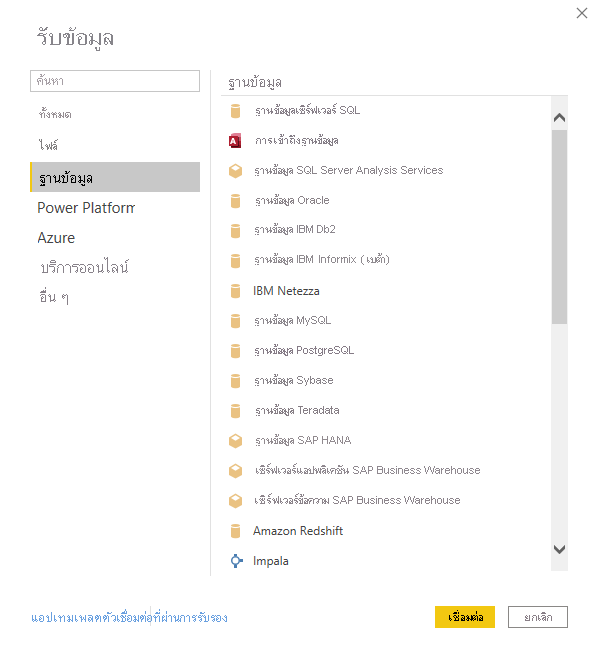 รับข้อมูล
ค้นหา
ทั้งหมด
ไฟล์
ฐานข้อมูล
Power Platform
Azure
บริการออนไลน์
อื่น ๆ
ฐานข้อมูล
ฐานข้อมูลเซิร์ฟเวอร์ SQL
การเข้าถึงฐานข้อมูล
ฐานข้อมูล SQL Server Analysis Services
ฐานข้อมูล Oracle
ฐานข้อมูล IBM Db2
ฐานข้อมูล IBM Informix (เบต้า)
IBM Netezza
ฐานข้อมูล MySQL
ฐานข้อมูล PostgreSQL
ฐานข้อมูล Sybase
ฐานข้อมูล Teradata
ฐานข้อมูล SAP HANA
เซิร์ฟเวอร์แอปพลิเคชัน SAP Business Warehouse
เซิร์ฟเวอร์ข้อความ SAP Business Warehouse
Amazon Redshift
Impala
แอปเทมเพลตตัวเชื่อมต่อที่ผ่านการรับรอง
เชื่อมต่อ
ยกเลิก